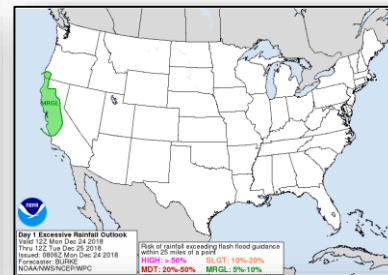 MRGL
NOAA
Day 1 Excessive Rainfall Outlook
Valid 12Z Mon Dec 24 2018
Thru 12Z Tue Dec 25 2018
Issued: 0806Z Mon Dec 24 2018
Forecaster: BURKE
NOAA/NWS/NCEP/WPC
Risk of rainfall exceeding flash flood guidance
within 25 miles of a point
HIGH: > 50% SLGT: 10%-20%
MDT: 20%-50% MRGL: 5%-10%